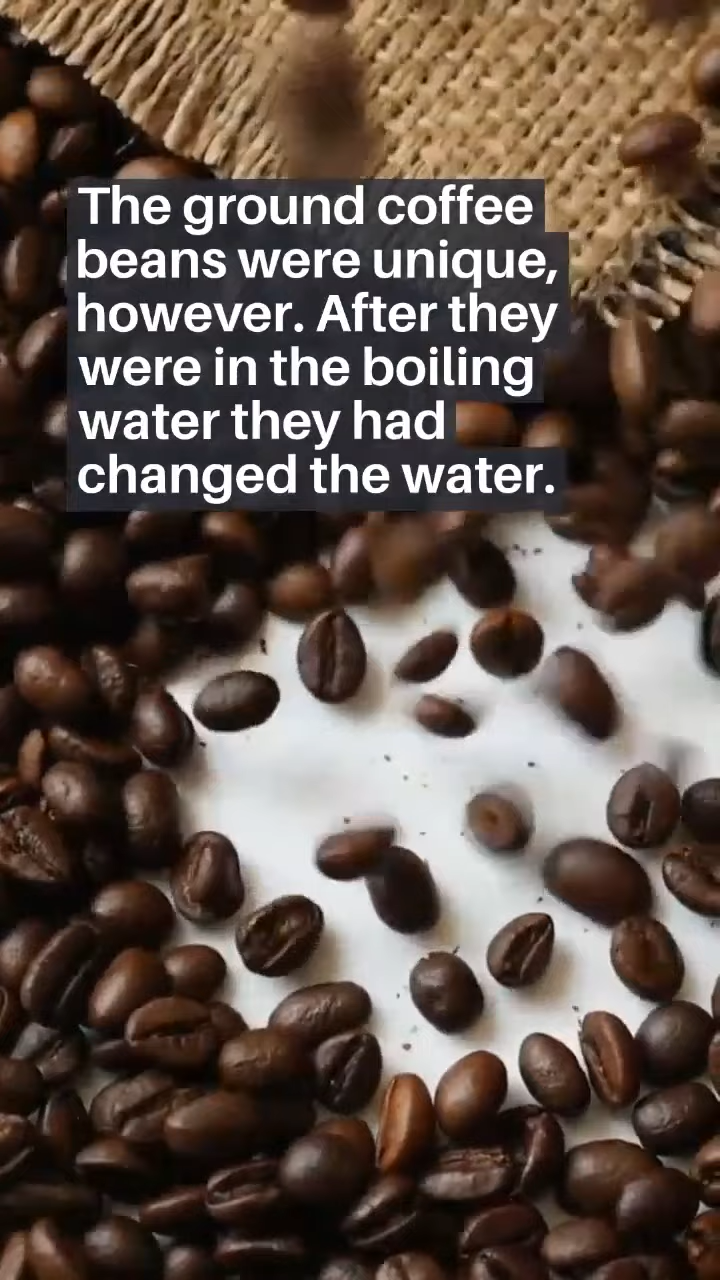 The ground coffee
beans were unique,
however. After they
were in the boiling
water they had
changed the water.